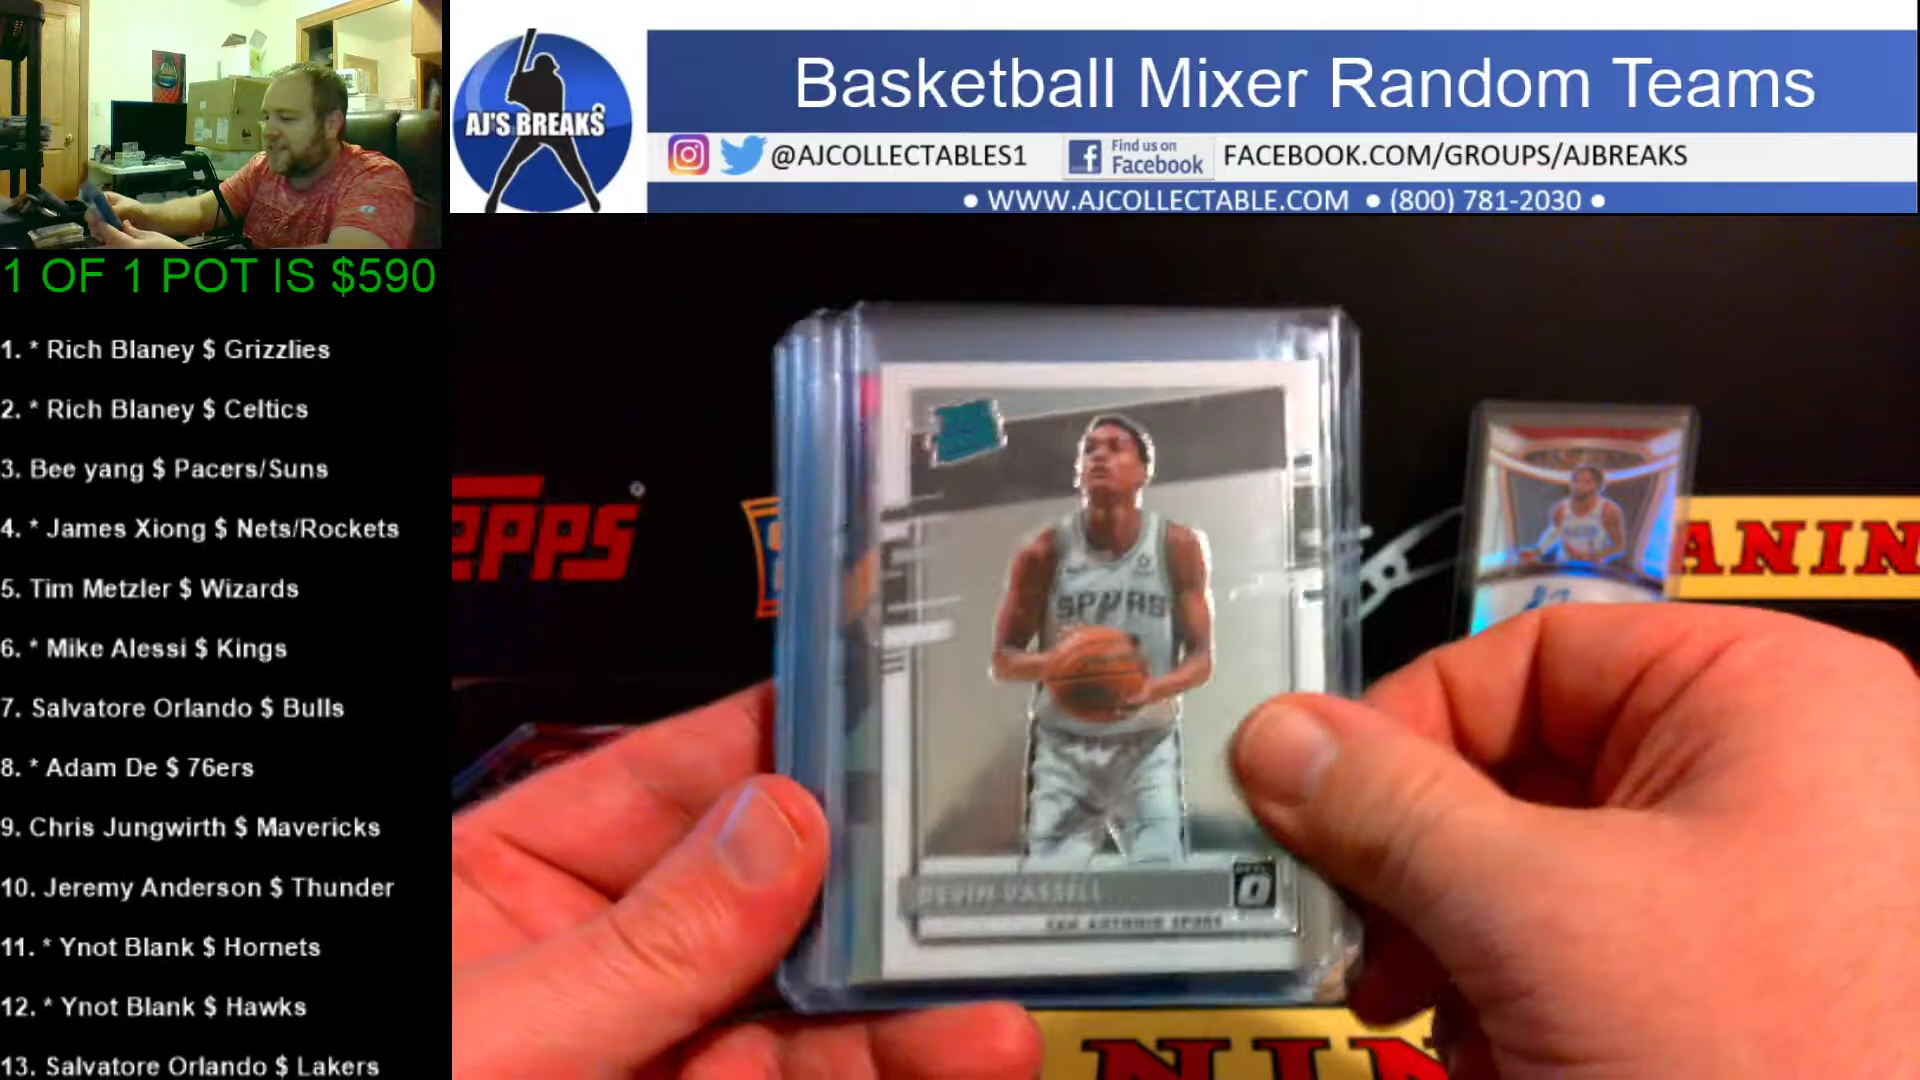 AJ'S BREAKS
Basketball Mixer Random Teams
@AJCOLLECTABLES1
Find us on
Facebook
FACEBOOK.COM/GROUPS/AJBREAKS
• WWW.AJCOLLECTABLE.COM • (800) 781-2030 •
1 OF 1 POT IS $590
1. * Rich Blaney $ Grizzlies
2. * Rich Blaney $ Celtics
3. Bee yang $ Pacers/Suns
4. * James Xiong $ Nets/Rockets
5. Tim Metzler $ Wizards
6. * Mike Alessi $ Kings
7. Salvatore Orlando $ Bulls
8. * Adam De $ 76ers
9. Chris Jungwirth $ Mavericks
10. Jeremy Anderson $ Thunder
11. * Ynot Blank $ Hornets
12. * Ynot Blank $ Hawks
13. Salvatore Orlando $ Lakers
SPURS
DEVIN VASSELL
SAN ANTONIO SPURS